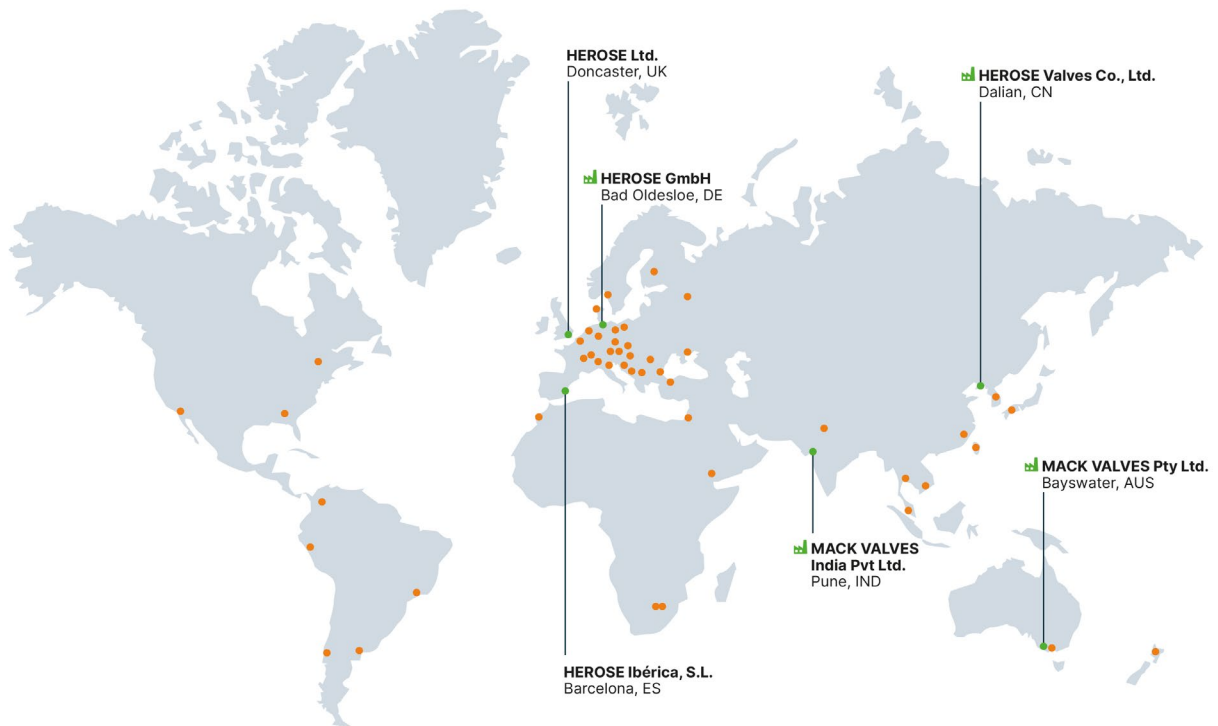 HEROSE Ltd.
Doncaster, UK
HEROSE Valves Co., Ltd.
Dalian, CN
HEROSE GmbH
Bad Oldesloe, DE
MACK VALVES Pty Ltd.
Bayswater, AUS
MACK VALVES
India Pvt Ltd.
Pune, IND
HEROSE Ibérica, S.L.
Barcelona, ES